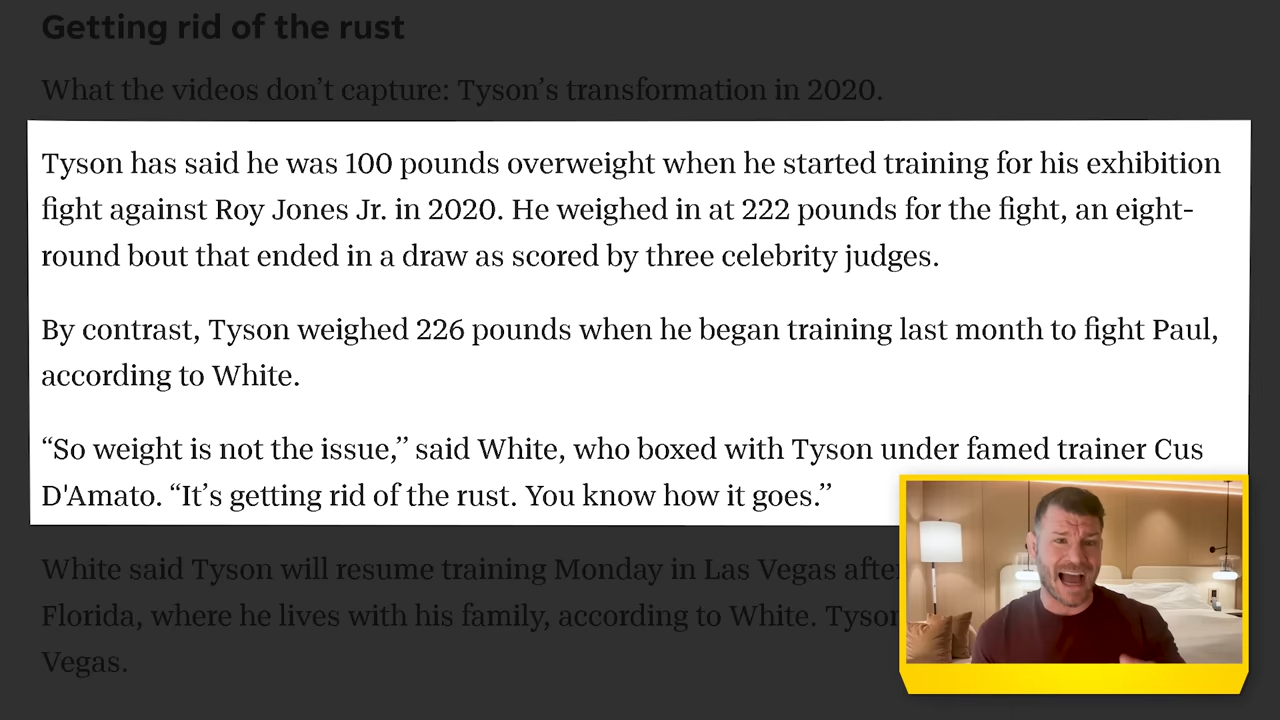 Getting rid of the rust
What the videos don’t capture: Tyson’s transformation in 2020.
Tyson has said he was 100 pounds overweight when he started training for his exhibition
fight against Roy Jones Jr. in 2020. He weighed in at 222 pounds for the fight, an eight-
round bout that ended in a draw as scored by three celebrity judges.
By contrast, Tyson weighed 226 pounds when he began training last month to fight Paul,
according to White.
“So weight is not the issue,” said White, who boxed with Tyson under famed trainer Cus
D'Amato. “It’s getting rid of the rust. You know how it goes.”
White said Tyson will resume training Monday in Las Vegas after
Florida, where he lives with his family, according to White. Tyson
Vegas.